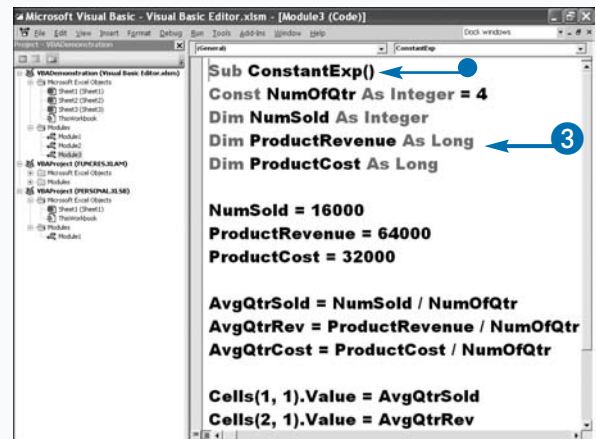 Microsoft Visual Basic - Visual Basic Editor.xlsm - [Module3 (Code)]
File Edit View Insert Format Debug Run Tools Add-Ins Window Help
Dock windows
Project - VBADemonstration
(General)
ConstantExp
VBADemonstration (Visual Basic Editor.xlsm)
Microsoft Excel Objects
Sheet1 (Sheet1)
Sheet2 (Sheet2)
Sheet3 (Sheet3)
ThisWorkbook
Modules
Module1
Module2
Module3
VBAProject (FUNCRES.XLAM)
Microsoft Excel Objects
Modules
VBAProject (PERSONAL.XLSB)
Microsoft Excel Objects
Sheet1 (Sheet1)
ThisWorkbook
Modules
Module1
Sub ConstantExp()
Const NumOfQtr As Integer = 4
Dim NumSold As Integer
Dim ProductRevenue As Long
3
Dim ProductCost As Long
NumSold = 16000
ProductRevenue = 64000
ProductCost = 32000
AvgQtrSold = NumSold / NumOfQtr
AvgQtrRev = ProductRevenue / NumOfQtr
AvgQtrCost = ProductCost / NumOfQtr
Cells(1, 1).Value = AvgQtrSold
Cells(2, 1).Value = AvgQtrRev